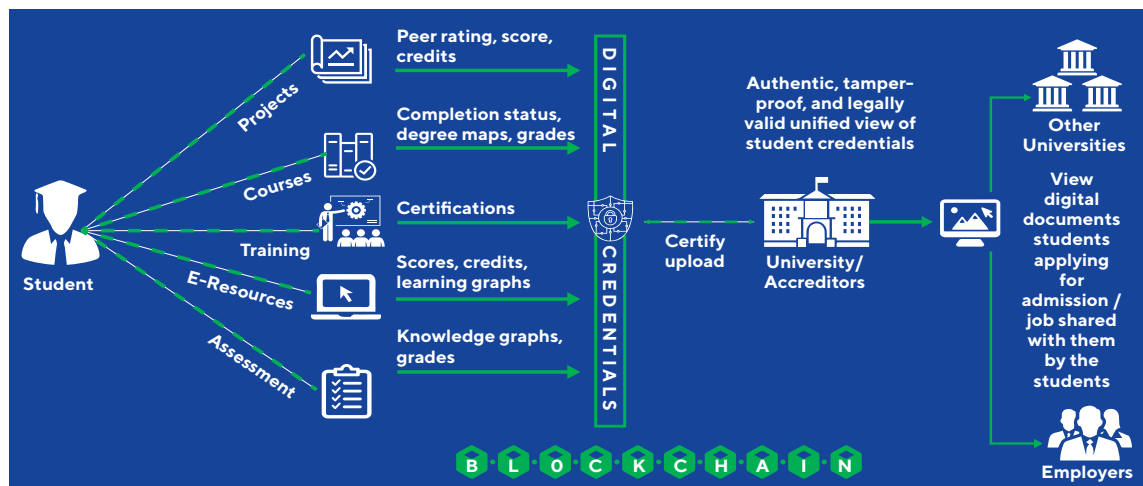 Peer rating, score,
credits
Projects
Completion status,
degree maps, grades
Courses
Certifications
Training
Student
Scores, credits,
learning graphs
E-Resources
Knowledge graphs,
grades
Assessment
DIGITAL
CREDENTIALS
Certify
upload
Authentic, tamper-
proof, and legally
valid unified view of
student credentials
University/
Accreditors
Other
Universities
View
digital
documents
students
applying
for
admission /
job shared
with them
by the
students
Employers
BLOCKCHAIN